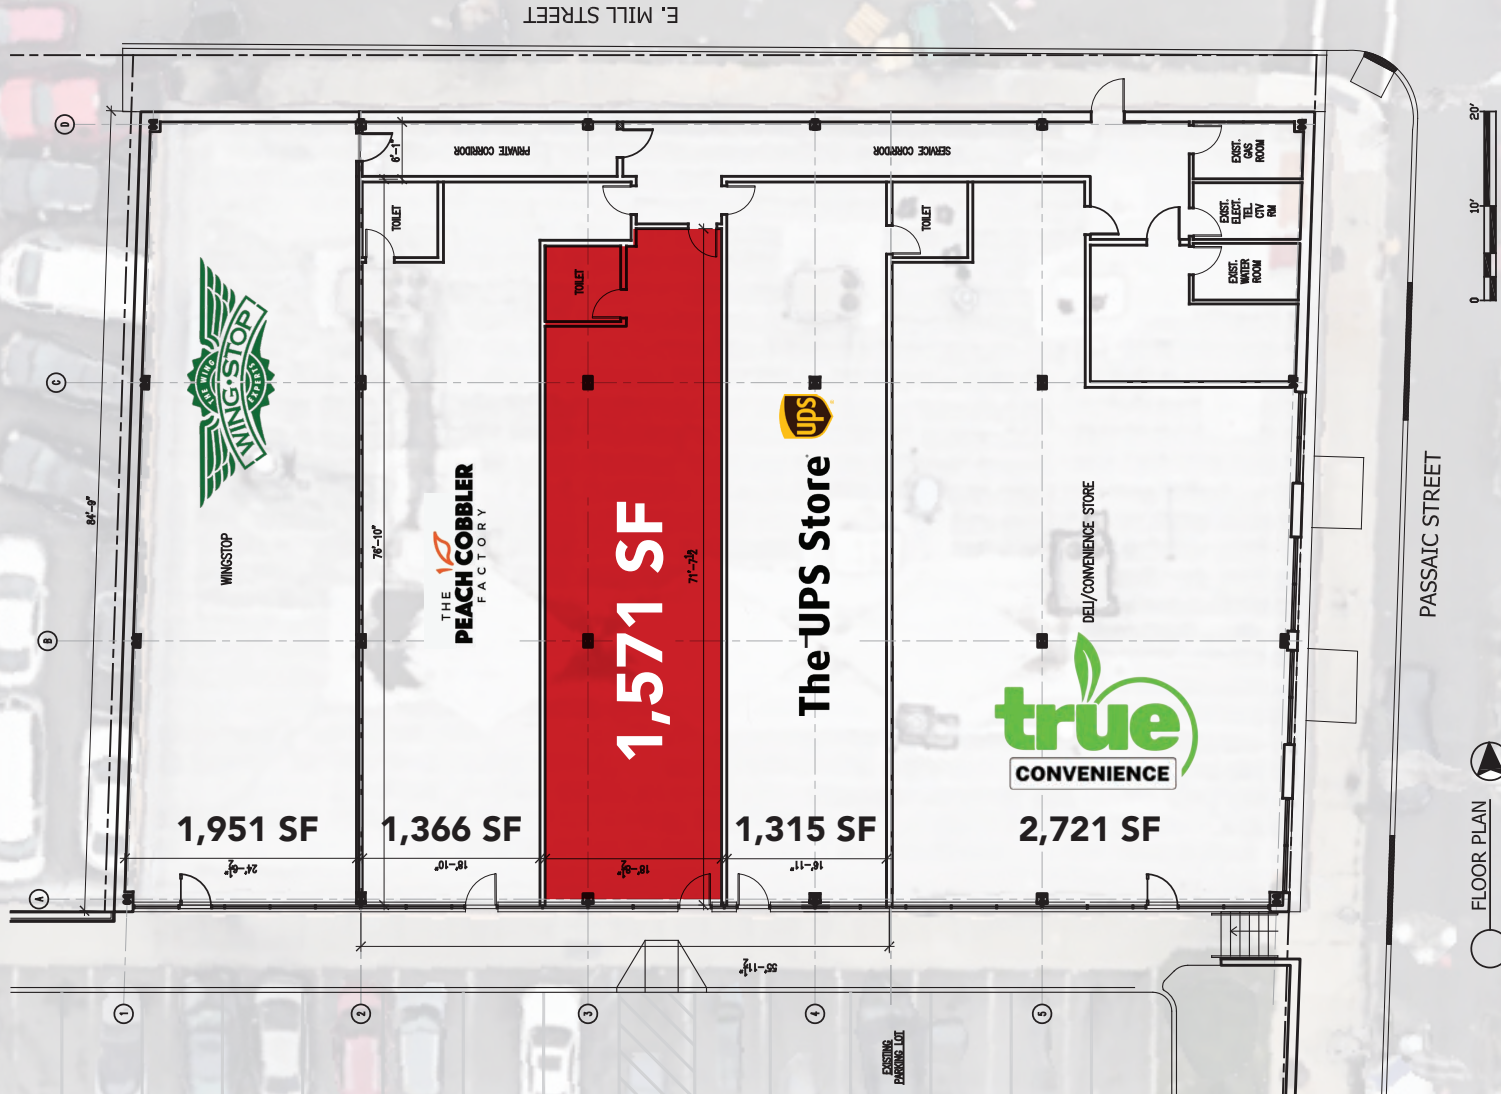 E. MILL STREET
D
PRIVATE CORRIDOR
6'-1"
SERVICE CORRIDOR
EXIST.
GAS
ROOM
20'
TOILET
TOILET
EXIST.
ELECT.
TEL.
CTV
RM
10'
EXIST.
WATER
ROOM
0
TOILET
C
THE WING
WING·STOP
EXPERTS
ups
84'-9"
WINGSTOP
76'-10"
THE
PEACH COBBLER
FACTORY
1,571 SF
71'-7½
The UPS Store
DELI/CONVENIENCE STORE
PASSAIC STREET
B
true
CONVENIENCE
1,951 SF
1,366 SF
1,315 SF
2,721 SF
24'-6½"
18'-10"
18'-8½"
16'-11"
A
FLOOR PLAN
55'-11½"
1
2
3
4
5
EXISTING
PARKING LOT